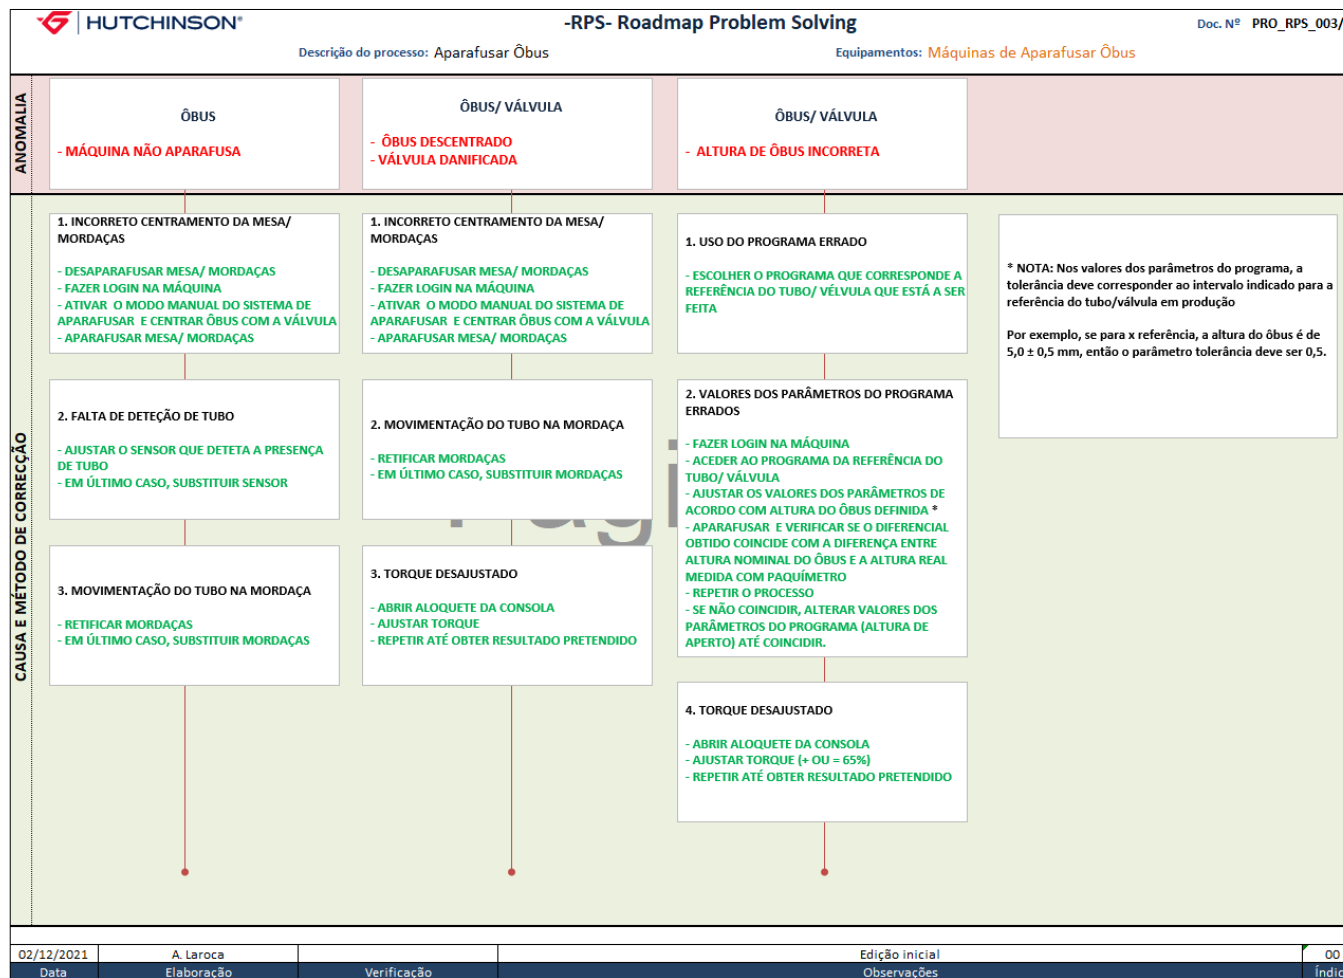 HUTCHINSON®
-RPS- Roadmap Problem Solving
Doc. Nº PRO_RPS_003/
Descrição do processo: Aparafusar Ôbus
Equipamentos: Máquinas de Aparafusar Ôbus
ANOMALIA
ÔBUS
- MÁQUINA NÃO APARAFUSA
ÔBUS/ VÁLVULA
- ÔBUS DESCENTRADO
- VÁLVULA DANIFICADA
ÔBUS/ VÁLVULA
- ALTURA DE ÔBUS INCORRETA
CAUSA E MÉTODO DE CORRECÇÃO
1. INCORRETO CENTRAMENTO DA MESA/
MORDAÇAS
- DESAPARAFUSAR MESA/ MORDAÇAS
- FAZER LOGIN NA MÁQUINA
- ATIVAR O MODO MANUAL DO SISTEMA DE
APARAFUSAR E CENTRAR ÔBUS COM A VÁLVULA
- APARAFUSAR MESA/ MORDAÇAS
2. FALTA DE DETEÇÃO DE TUBO
- AJUSTAR O SENSOR QUE DETETA A PRESENÇA
DE TUBO
- EM ÚLTIMO CASO, SUBSTITUIR SENSOR
3. MOVIMENTAÇÃO DO TUBO NA MORDAÇA
- RETIFICAR MORDAÇAS
- EM ÚLTIMO CASO, SUBSTITUIR MORDAÇAS
1. INCORRETO CENTRAMENTO DA MESA/
MORDAÇAS
- DESAPARAFUSAR MESA/ MORDAÇAS
- FAZER LOGIN NA MÁQUINA
- ATIVAR O MODO MANUAL DO SISTEMA DE
APARAFUSAR E CENTRAR ÔBUS COM A VÁLVULA
- APARAFUSAR MESA/ MORDAÇAS
2. MOVIMENTAÇÃO DO TUBO NA MORDAÇA
- RETIFICAR MORDAÇAS
- EM ÚLTIMO CASO, SUBSTITUIR MORDAÇAS
3. TORQUE DESAJUSTADO
- ABRIR ALOQUETE DA CONSOLA
- AJUSTAR TORQUE
- REPETIR ATÉ OBTER RESULTADO PRETENDIDO
1. USO DO PROGRAMA ERRADO
- ESCOLHER O PROGRAMA QUE CORRESPONDE A
REFERÊNCIA DO TUBO/ VÉLVULA QUE ESTÁ A SER
FEITA
2. VALORES DOS PARÂMETROS DO PROGRAMA
ERRADOS
- FAZER LOGIN NA MÁQUINA
- ACEDER AO PROGRAMA DA REFERÊNCIA DO
TUBO/ VÁLVULA
- AJUSTAR OS VALORES DOS PARÂMETROS DE
ACORDO COM ALTURA DO ÔBUS DEFINIDA *
- APARAFUSAR E VERIFICAR SE O DIFERENCIAL
OBTIDO COINCIDE COM A DIFERENÇA ENTRE
ALTURA NOMINAL DO ÔBUS E A ALTURA REAL
MEDIDA COM PAQUÍMETRO
- REPETIR O PROCESSO
- SE NÃO COINCIDIR, ALTERAR VALORES DOS
PARÂMETROS DO PROGRAMA (ALTURA DE
APERTO) ATÉ COINCIDIR.
4. TORQUE DESAJUSTADO
- ABRIR ALOQUETE DA CONSOLA
- AJUSTAR TORQUE (+ OU = 65%)
- REPETIR ATÉ OBTER RESULTADO PRETENDIDO
* NOTA: Nos valores dos parâmetros do programa, a
tolerância deve corresponder ao intervalo indicado para a
referência do tubo/válvula em produção
Por exemplo, se para x referência, a altura do ôbus é de
5,0 ± 0,5 mm, então o parâmetro tolerância deve ser 0,5.
02/12/2021 A. Laroca Edição inicial 00
Data Elaboração Verificação Observações Índic